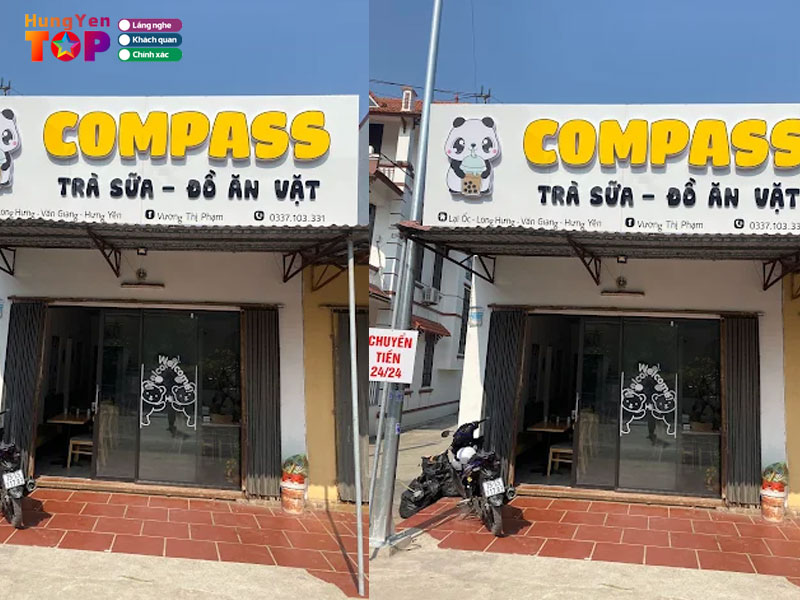 HungYen
TOP
Lắng nghe
Khách quan
Chính xác
COMPASS
TRÀ SỮA - ĐỒ ĂN VẶT
Long Hưng - Văn Giang - Hưng Yên
Vương Thị Phạm
0337.103.331
Welcome
Welcome
COMPASS
TRÀ SỮA - ĐỒ ĂN VẶT
Lại Ốc - Long Hưng - Văn Giang - Hưng Yên
Vương Thị Phạm
0337.103.33
CHUYỂN
TIỀN
24/24
Welcome
Welcome